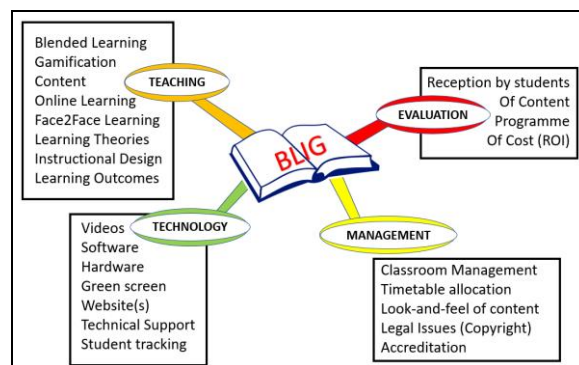 Blended Learning
Gamification
Content
Online Learning
Face2Face Learning
Learning Theories
Instructional Design
Learning Outcomes
TEACHING
Reception by students
Of Content
Programme
Of Cost (ROI)
EVALUATION
BLIG
TECHNOLOGY
Videos
Software
Hardware
Green screen
Website(s)
Technical Support
Student tracking
MANAGEMENT
Classroom Management
Timetable allocation
Look-and-feel of content
Legal Issues (Copyright)
Accreditation